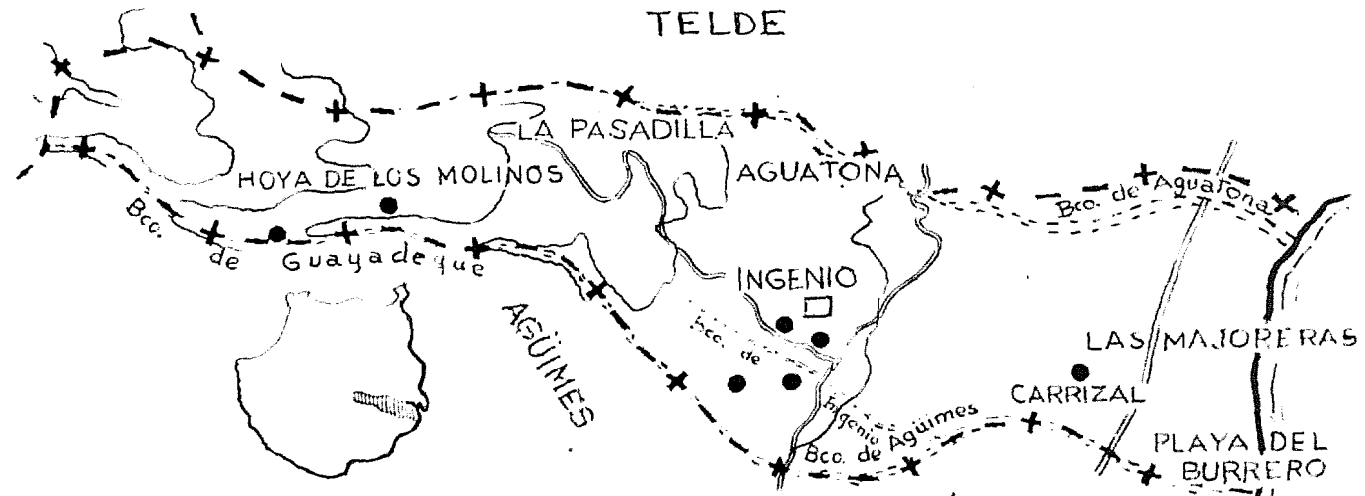 TELDE
LA PASADILLA
HOYA DE LOS MOLINOS
AGUATONA
Bco. de Aguatona
Bco. de Guayadeque
INGENIO
AGÜIMES
Bco. de Ingenio
LAS MAJORERAS
CARRIZAL
Bco. de Agüimes
PLAYA DEL
BURRERO